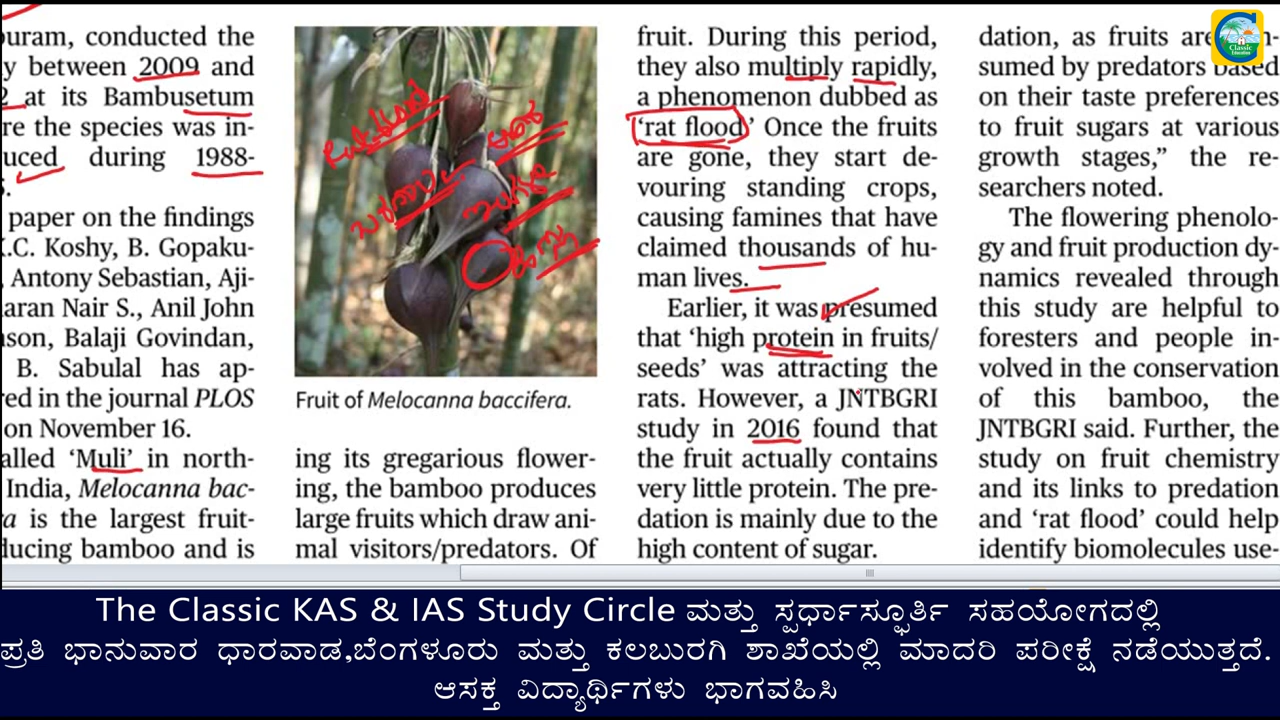 uram, conducted the
y between 2009 and
2 at its Bambusetum
re the species was in-
uced during 1988-
paper on the findings
K.C. Koshy, B. Gopaku-
Antony Sebastian, Aji-
aran Nair S., Anil John
ason, Balaji Govindan,
B. Sabulal has ap-
red in the journal PLOS
on November 16.
alled ‘Muli’ in north-
India, Melocanna bac-
a is the largest fruit-
ducing bamboo and is
Fruit of Melocanna baccifera.
ing its gregarious flower-
ing, the bamboo produces
large fruits which draw ani-
mal visitors/predators. Of
fruit. During this period,
they also multiply rapidly,
a phenomenon dubbed as
‘rat flood.’ Once the fruits
are gone, they start de-
vouring standing crops,
causing famines that have
claimed thousands of hu-
man lives.
Earlier, it was presumed
that ‘high protein in fruits/
seeds’ was attracting the
rats. However, a JNTBGRI
study in 2016 found that
the fruit actually contains
very little protein. The pre-
dation is mainly due to the
high content of sugar.
dation, as fruits are n-
sumed by predators based
on their taste preferences
to fruit sugars at various
growth stages,” the re-
searchers noted.
The flowering phenolo-
gy and fruit production dy-
namics revealed through
this study are helpful to
foresters and people in-
volved in the conservation
of this bamboo, the
JNTBGRI said. Further, the
study on fruit chemistry
and its links to predation
and ‘rat flood’ could help
identify biomolecules use-
Classic
Education
The Classic KAS & IAS Study Circle ಮತ್ತು ಸ್ಪರ್ಧಾಸ್ಫೂರ್ತಿ ಸಹಯೋಗದಲ್ಲಿ
ಪ್ರತಿ ಭಾನುವಾರ ಧಾರವಾಡ,ಬೆಂಗಳೂರು ಮತ್ತು ಕಲಬುರಗಿ ಶಾಖೆಯಲ್ಲಿ ಮಾದರಿ ಪರೀಕ್ಷೆ ನಡೆಯುತ್ತದೆ.
ಆಸಕ್ತ ವಿದ್ಯಾರ್ಥಿಗಳು ಭಾಗವಹಿಸಿ